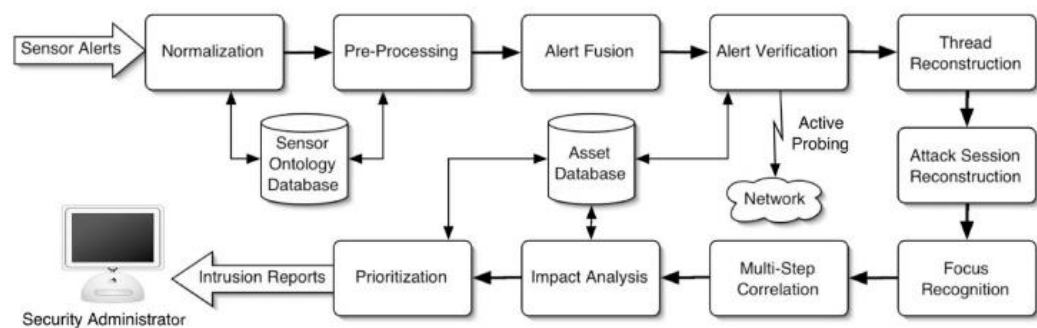 Sensor Alerts
Normalization
Pre-Processing
Alert Fusion
Alert Verification
Thread
Reconstruction
Sensor
Ontology
Database
Asset
Database
Active
Probing
Network
Attack Session
Reconstruction
Security Administrator
Intrusion Reports
Prioritization
Impact Analysis
Multi-Step
Correlation
Focus
Recognition